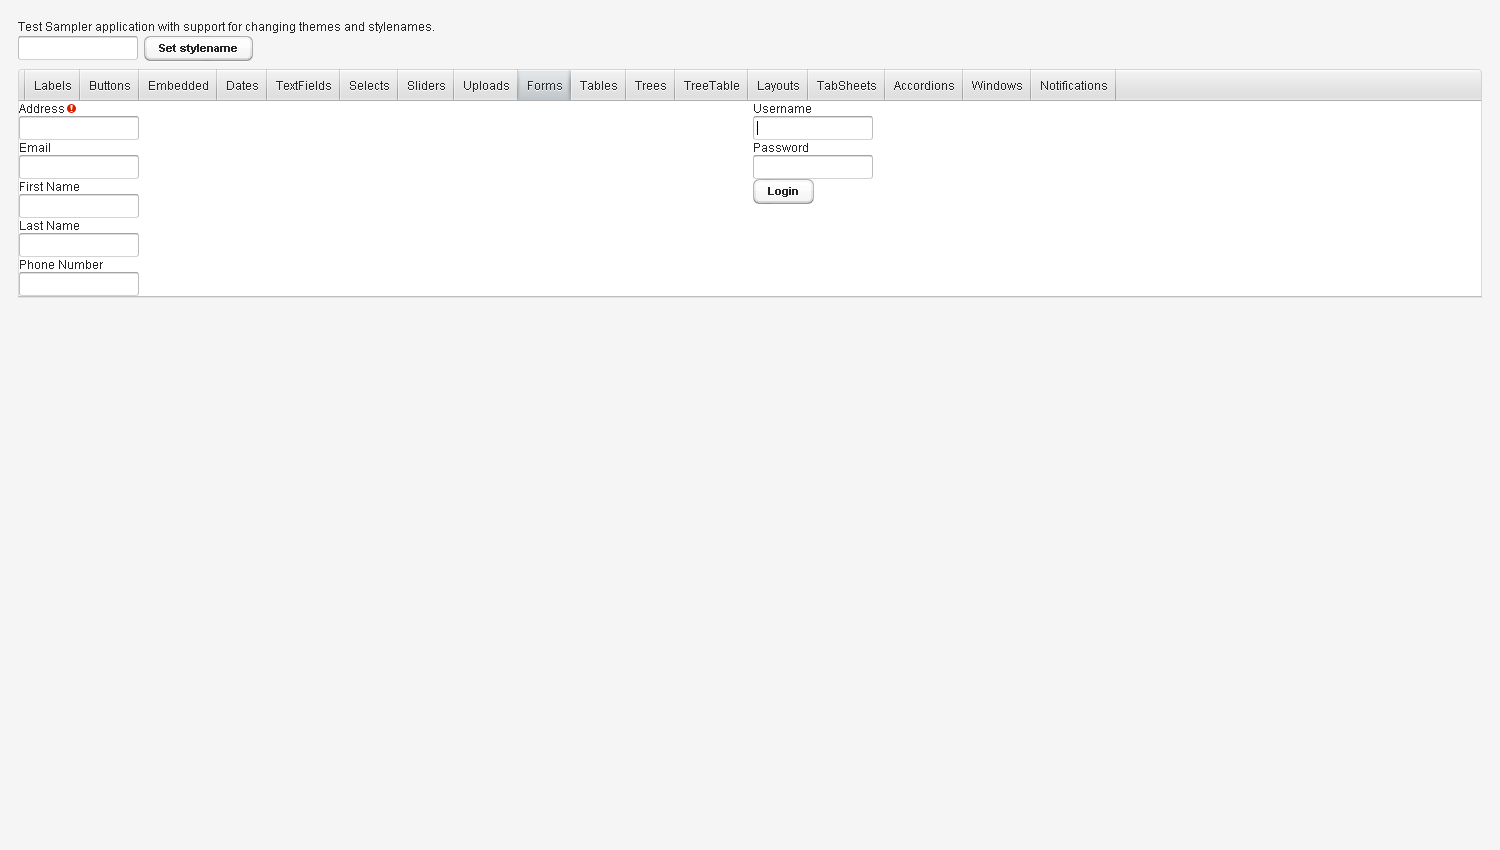 Test Sampler application with support for changing themes and stylenames.
Set stylename
Labels Buttons Embedded Dates TextFields Selects Sliders Uploads Forms Tables Trees TreeTable Layouts TabSheets Accordions Windows Notifications
Address
Email
First Name
Last Name
Phone Number
Username
Password
Login